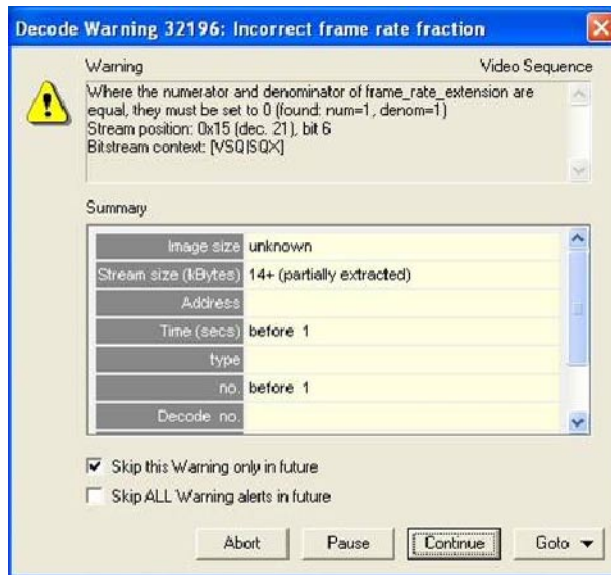 Decode Warning 32196: Incorrect frame rate fraction
Warning Video Sequence
Where the numerator and denominator of frame_rate_extension are
equal, they must be set to 0 (found: num=1, denom=1)
Stream position: 0x15 (dec. 21), bit 6
Bitstream context: [VSQ|SQX]
Summary
Image size unknown
Stream size (kBytes) 14+ (partially extracted)
Address
Time (secs) before 1
type
no. before 1
Decode no.
Skip this Warning only in future
Skip ALL Warning alerts in future
Abort Pause Continue Goto